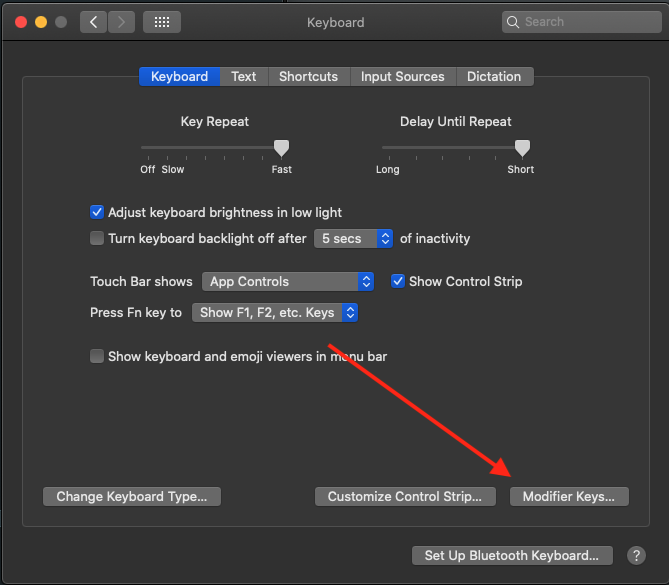 Keyboard
Search
Keyboard Text Shortcuts Input Sources Dictation
Key Repeat Delay Until Repeat
Off Slow Fast Long Short
Adjust keyboard brightness in low light
Turn keyboard backlight off after 5 secs of inactivity
Touch Bar shows App Controls Show Control Strip
Press Fn key to Show F1, F2, etc. Keys
Show keyboard and emoji viewers in menu bar
Change Keyboard Type... Customize Control Strip... Modifier Keys...
Set Up Bluetooth Keyboard... ?